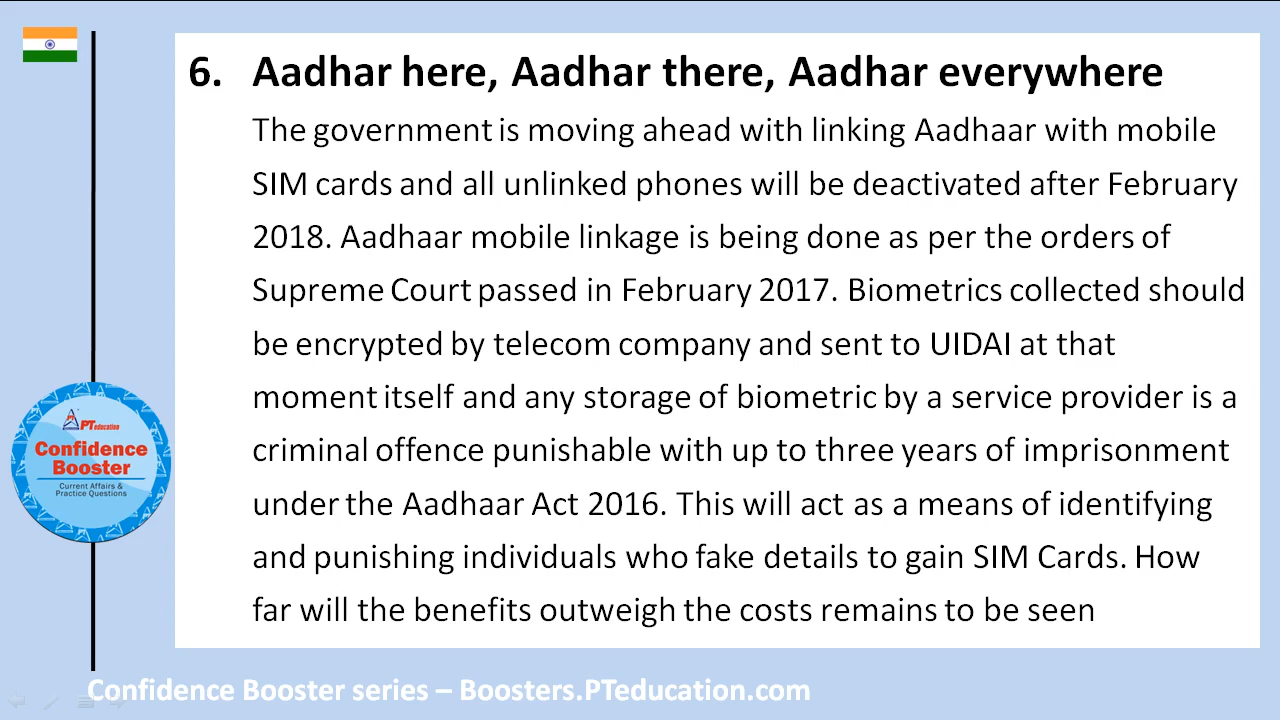 6. Aadhar here, Aadhar there, Aadhar everywhere
The government is moving ahead with linking Aadhaar with mobile
SIM cards and all unlinked phones will be deactivated after February
2018. Aadhaar mobile linkage is being done as per the orders of
Supreme Court passed in February 2017. Biometrics collected should
be encrypted by telecom company and sent to UIDAI at that
moment itself and any storage of biometric by a service provider is a
criminal offence punishable with up to three years of imprisonment
under the Aadhaar Act 2016. This will act as a means of identifying
and punishing individuals who fake details to gain SIM Cards. How
far will the benefits outweigh the costs remains to be seen
PT education
Confidence
Booster
Current Affairs &
Practice Questions
Confidence Booster series – Boosters.PTeducation.com